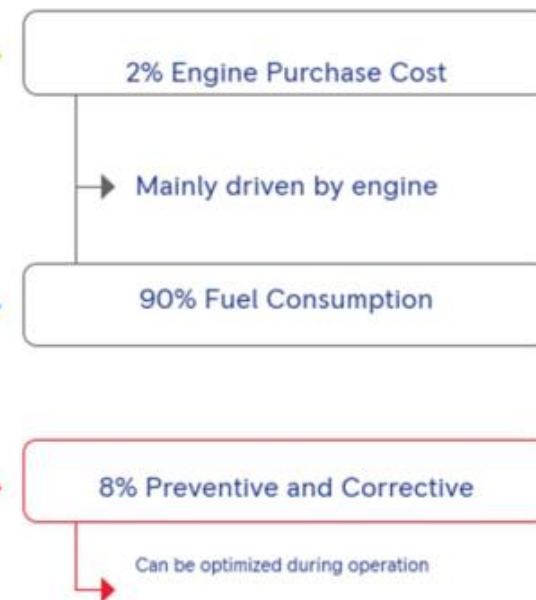 2% Engine Purchase Cost
Mainly driven by engine
90% Fuel Consumption
8% Preventive and Corrective
Can be optimized during operation